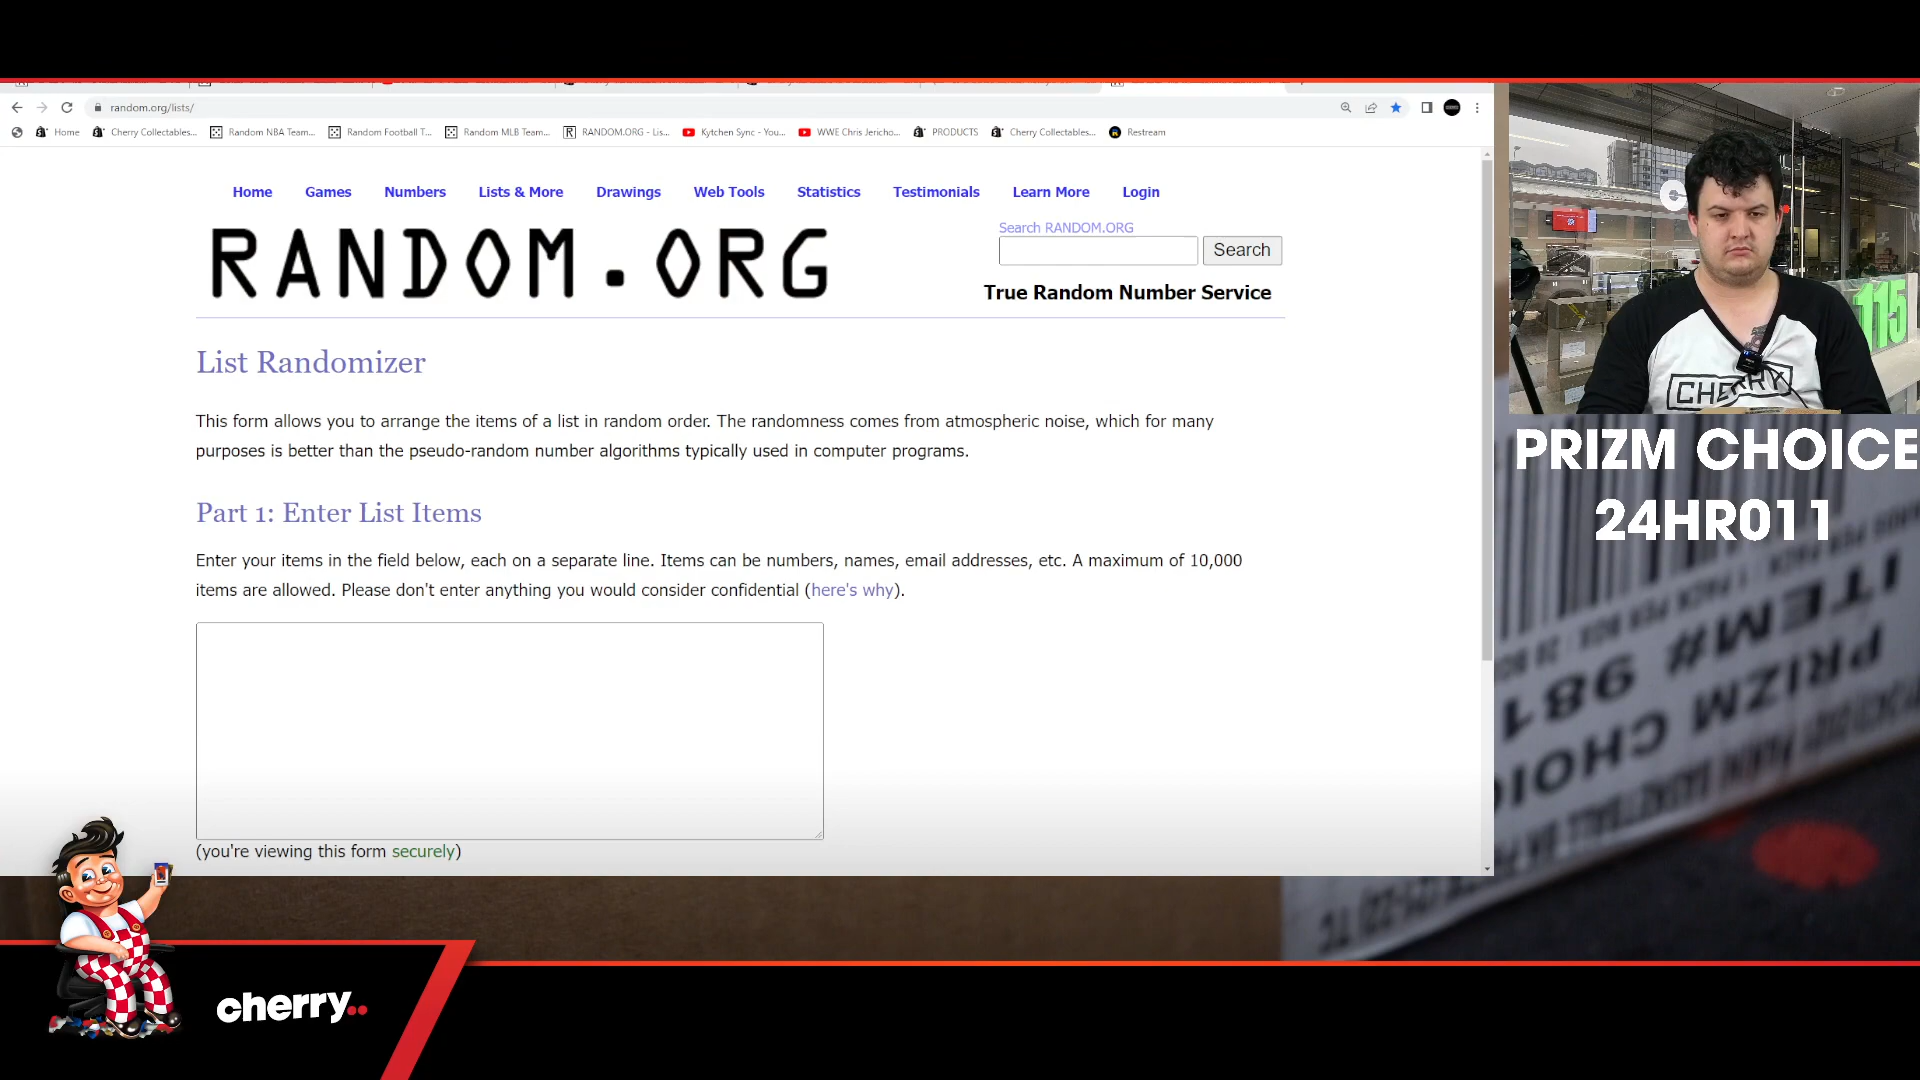 random.org/lists/
Home
Cherry Collectables...
Random NBA Team...
Random Football T...
Random MLB Team...
RANDOM.ORG - Lis...
Kytchen Sync - You...
WWE Chris Jericho...
PRODUCTS
Cherry Collectables...
Restream
Home Games Numbers Lists & More Drawings Web Tools Statistics Testimonials Learn More Login
RANDOM.ORG
Search RANDOM.ORG
Search
True Random Number Service
List Randomizer
This form allows you to arrange the items of a list in random order. The randomness comes from atmospheric noise, which for many
purposes is better than the pseudo-random number algorithms typically used in computer programs.
Part 1: Enter List Items
Enter your items in the field below, each on a separate line. Items can be numbers, names, email addresses, etc. A maximum of 10,000
items are allowed. Please don't enter anything you would consider confidential (here's why).
(you're viewing this form securely)
115
CHERRY
PRIZM CHOICE
24HR011
ITEM# 981
PRIZM CHOIC
cherry..